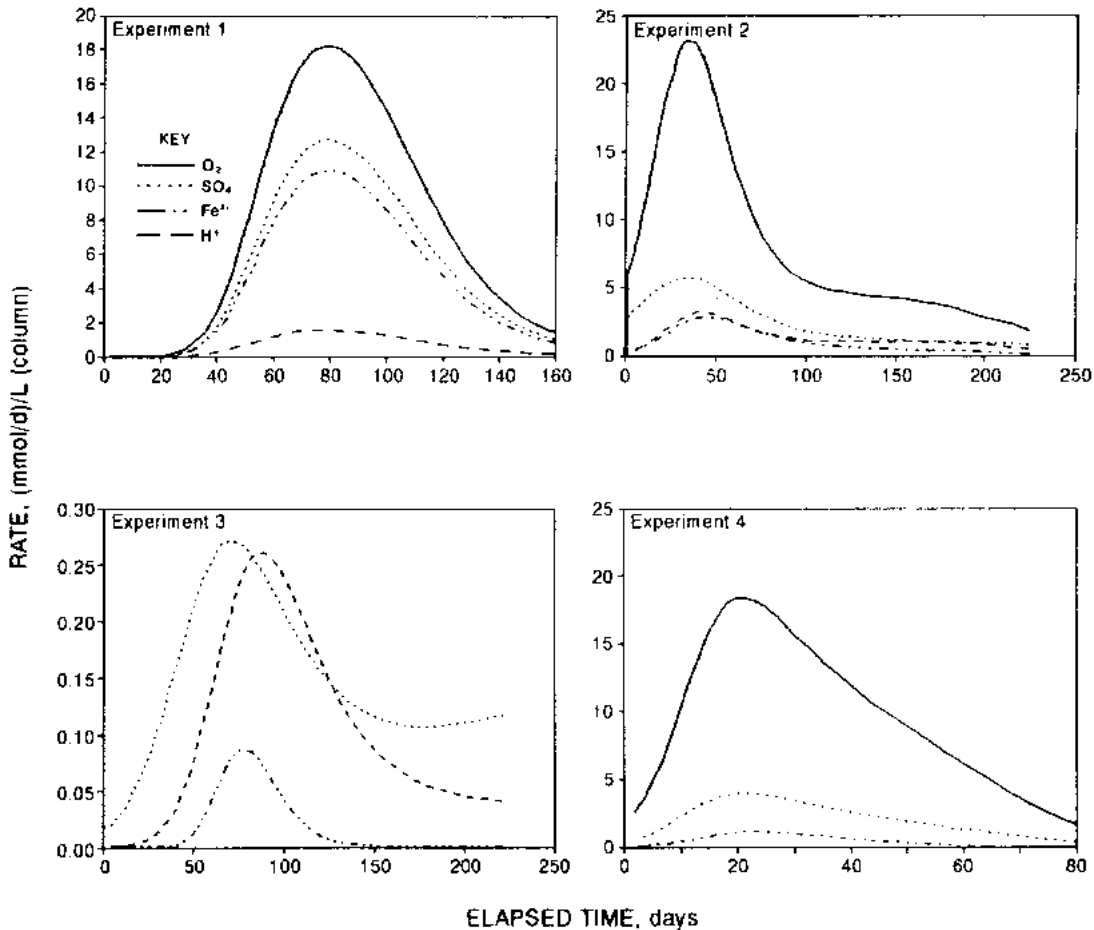 Experiment 1
20
18
16
14
12
10
8
6
4
2
0
KEY
O₂
SO₄
H⁺
0 20 40 60 80 100 120 140 160
Experiment 2
25
20
15
10
5
0
0 50 100 150 200 250
RATE, (mmol/d)/L (column)
Experiment 3
0.30
0.25
0.20
0.15
0.10
0.05
0.00
0 50 100 150 200 250
Experiment 4
25
20
15
10
5
0
0 20 40 60 80
ELAPSED TIME, days